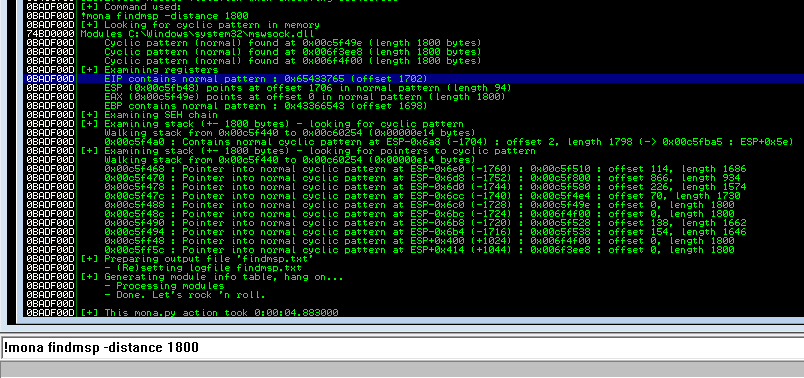 0BADF00D [+] Command used:
0BADF00D !mona findmsp -distance 1800
0BADF00D [+] Looking for cyclic pattern in memory
74BD0000 Modules C:\Windows\system32\mswsock.dll
0BADF00D Cyclic pattern (normal) found at 0x00c5f49e (length 1800 bytes)
0BADF00D Cyclic pattern (normal) found at 0x006f3ee8 (length 1800 bytes)
0BADF00D Cyclic pattern (normal) found at 0x006f4f00 (length 1800 bytes)
0BADF00D [+] Examining registers
0BADF00D EIP contains normal pattern : 0x65433765 (offset 1702)
0BADF00D ESP (0x00c5fb48) points at offset 1706 in normal pattern (length 94)
0BADF00D EAX (0x00c5f49e) points at offset 0 in normal pattern (length 1800)
0BADF00D EBP contains normal pattern : 0x43366543 (offset 1698)
0BADF00D [+] Examining SEH chain
0BADF00D [+] Examining stack (+- 1800 bytes) - looking for cyclic pattern
0BADF00D Walking stack from 0x00c5f440 to 0x00c60254 (0x00000e14 bytes)
0BADF00D 0x00c5f4a0 : Contains normal cyclic pattern at ESP-0x6a8 (-1704) : offset 2, length 1798 (-> 0x00c5fba5 : ESP+0x5e)
0BADF00D [+] Examining stack (+- 1800 bytes) - looking for pointers to cyclic pattern
0BADF00D Walking stack from 0x00c5f440 to 0x00c60254 (0x00000e14 bytes)
0BADF00D 0x00c5f468 : Pointer into normal cyclic pattern at ESP-0x6e0 (-1760) : 0x00c5f510 : offset 114, length 1686
0BADF00D 0x00c5f470 : Pointer into normal cyclic pattern at ESP-0x6d8 (-1752) : 0x00c5f800 : offset 866, length 934
0BADF00D 0x00c5f478 : Pointer into normal cyclic pattern at ESP-0x6d0 (-1744) : 0x00c5f580 : offset 226, length 1574
0BADF00D 0x00c5f47c : Pointer into normal cyclic pattern at ESP-0x6cc (-1740) : 0x00c5f4e4 : offset 70, length 1730
0BADF00D 0x00c5f488 : Pointer into normal cyclic pattern at ESP-0x6c0 (-1728) : 0x00c5f49e : offset 0, length 1800
0BADF00D 0x00c5f48c : Pointer into normal cyclic pattern at ESP-0x6bc (-1724) : 0x006f4f00 : offset 0, length 1800
0BADF00D 0x00c5f490 : Pointer into normal cyclic pattern at ESP-0x6b8 (-1720) : 0x00c5f528 : offset 138, length 1662
0BADF00D 0x00c5f494 : Pointer into normal cyclic pattern at ESP-0x6b4 (-1716) : 0x00c5f538 : offset 154, length 1646
0BADF00D 0x00c5ff48 : Pointer into normal cyclic pattern at ESP+0x400 (+1024) : 0x006f4f00 : offset 0, length 1800
0BADF00D 0x00c5ff5c : Pointer into normal cyclic pattern at ESP+0x414 (+1044) : 0x006f3ee8 : offset 0, length 1800
0BADF00D [+] Preparing output file 'findmsp.txt'
0BADF00D - (Re)setting logfile findmsp.txt
0BADF00D [+] Generating module info table, hang on...
0BADF00D - Processing modules
0BADF00D - Done. Let's rock 'n roll.
0BADF00D
0BADF00D [+] This mona.py action took 0:00:04.883000
!mona findmsp -distance 1800